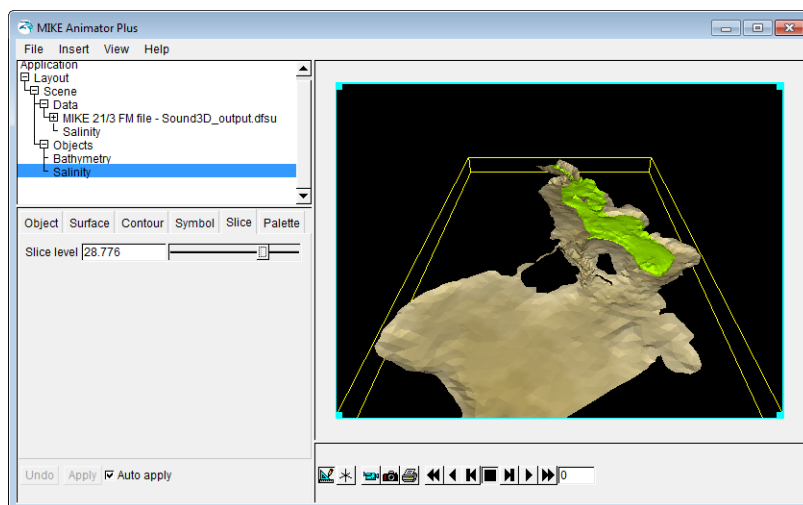 MIKE Animator Plus
File Insert View Help
Application
Layout
Scene
Data
MIKE 21/3 FM file - Sound3D_output.dfsu
Salinity
Objects
Bathymetry
Salinity
Object Surface Contour Symbol Slice Palette
Slice level 28.776
Undo Apply Auto apply
0